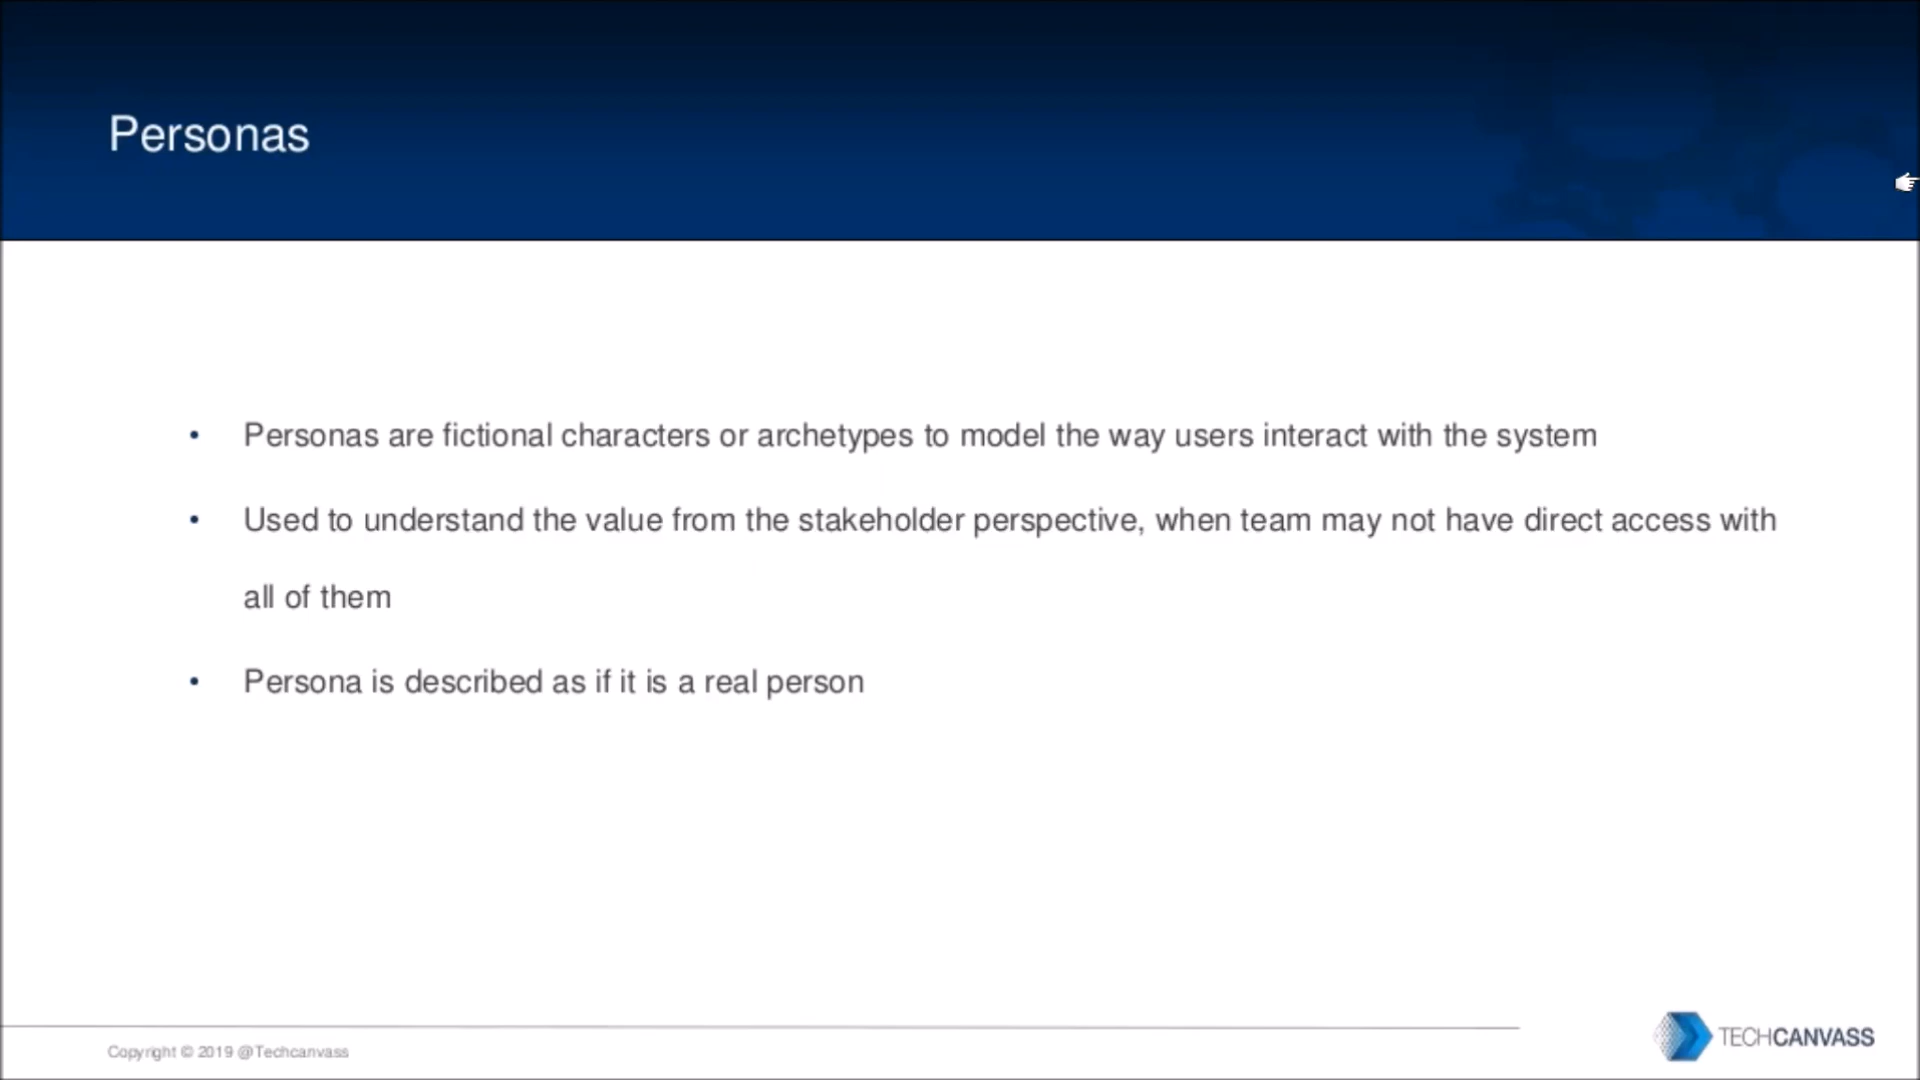 Personas
• Personas are fictional characters or archetypes to model the way users interact with the system
• Used to understand the value from the stakeholder perspective, when team may not have direct access with
all of them
• Persona is described as if it is a real person
Copyright © 2019 @Techcanvass
TECHCANVASS